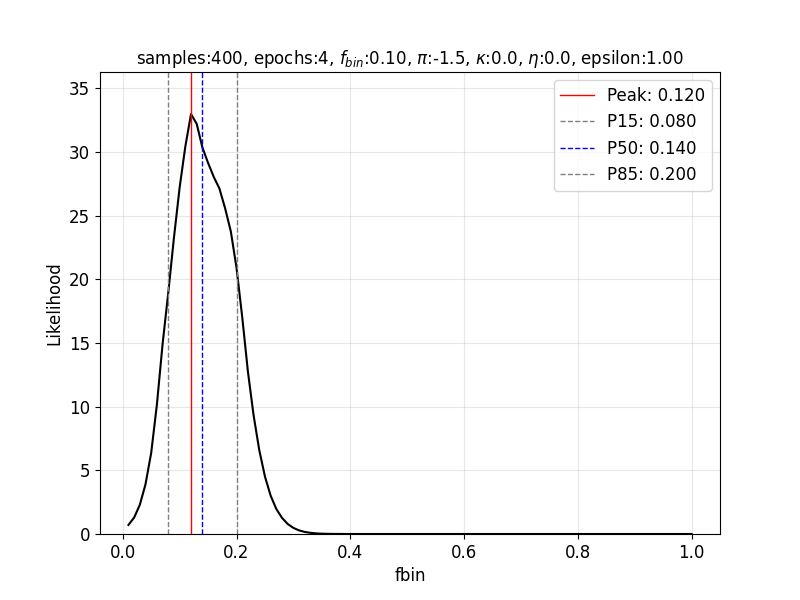 samples:400, epochs:4, f_bin:0.10, π:-1.5, κ:0.0, η:0.0, epsilon:1.00
Peak: 0.120
P15: 0.080
P50: 0.140
P85: 0.200
35
30
25
20
15
10
5
0
Likelihood
0.0 0.2 0.4 0.6 0.8 1.0
fbin